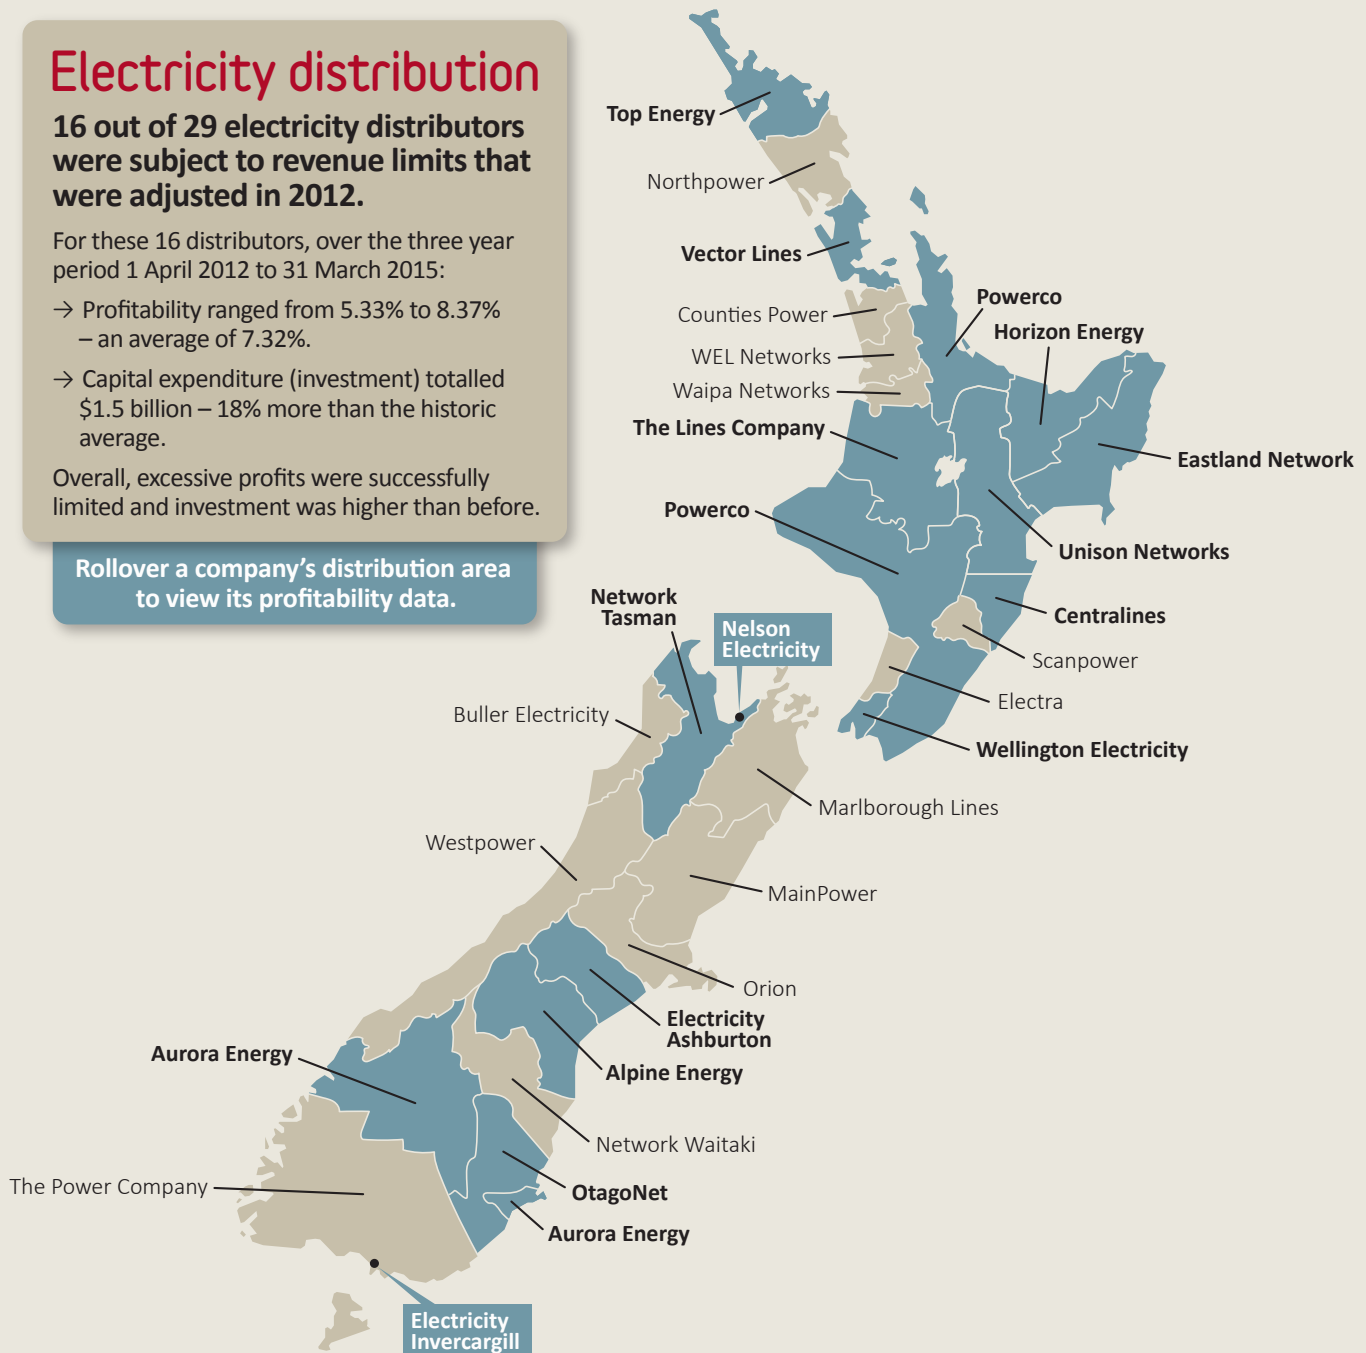 Electricity distribution
16 out of 29 electricity distributors
were subject to revenue limits that
were adjusted in 2012.
For these 16 distributors, over the three year
period 1 April 2012 to 31 March 2015:
→ Profitability ranged from 5.33% to 8.37%
– an average of 7.32%.
→ Capital expenditure (investment) totalled
$1.5 billion – 18% more than the historic
average.
Overall, excessive profits were successfully
limited and investment was higher than before.
Rollover a company's distribution area
to view its profitability data.
Top Energy
Northpower
Vector Lines
Counties Power
WEL Networks
Waipa Networks
The Lines Company
Powerco
Powerco
Horizon Energy
Eastland Network
Unison Networks
Centralines
Scanpower
Electra
Wellington Electricity
Network
Tasman
Nelson
Electricity
Buller Electricity
Marlborough Lines
Westpower
MainPower
Orion
Electricity
Ashburton
Alpine Energy
Aurora Energy
Network Waitaki
The Power Company
OtagoNet
Aurora Energy
Electricity
Invercargill